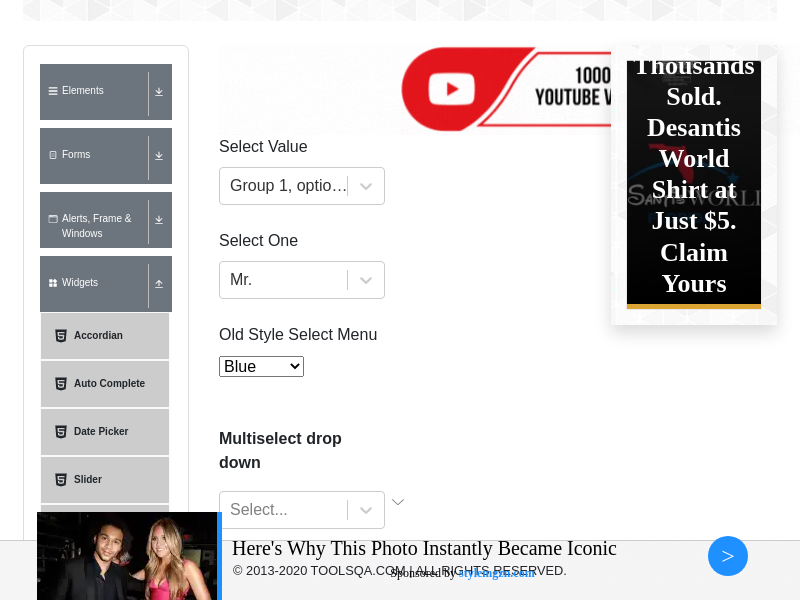 Elements
Forms
Alerts, Frame &
Windows
Widgets
Accordian
Auto Complete
Date Picker
Slider
1000
YOUTUBE V
Select Value
Group 1, optio...
Select One
Mr.
Old Style Select Menu
Blue
Multiselect drop
down
Select...
Thousands
Sold.
Desantis
World
Shirt at
Just $5.
Claim
Yours
Here's Why This Photo Instantly Became Iconic
© 2013-2020 TOOLSQA.COM | ALL RIGHTS RESERVED.
Sponsored by styleingzn.com
>